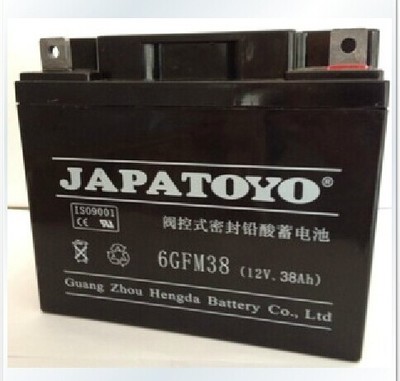 JAPATOYO®
ISO9001
CE
阀控式密封铅酸蓄电池
6GFM38 (12V.38Ah)
Guang Zhou Hengda Battery Co., Ltd